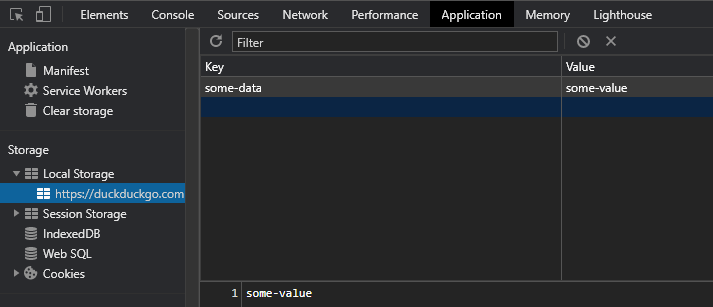 Elements Console Sources Network Performance Application Memory Lighthouse
Application
Manifest
Service Workers
Clear storage
Storage
Local Storage
https://duckduckgo.com
Session Storage
IndexedDB
Web SQL
Cookies
Filter
Key Value
some-data some-value
1 some-value